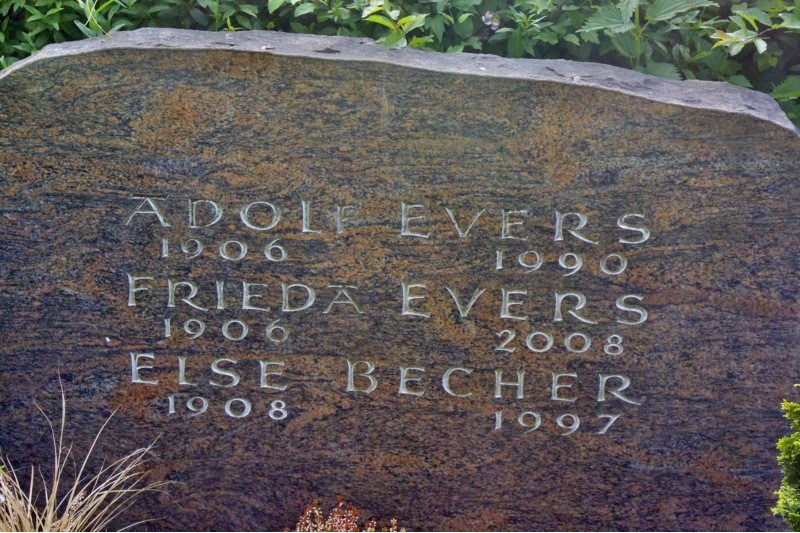 ADOLF EVERS
1906 1990
FRIEDA EVERS
1906 2008
ELSE BECHER
1908 1997